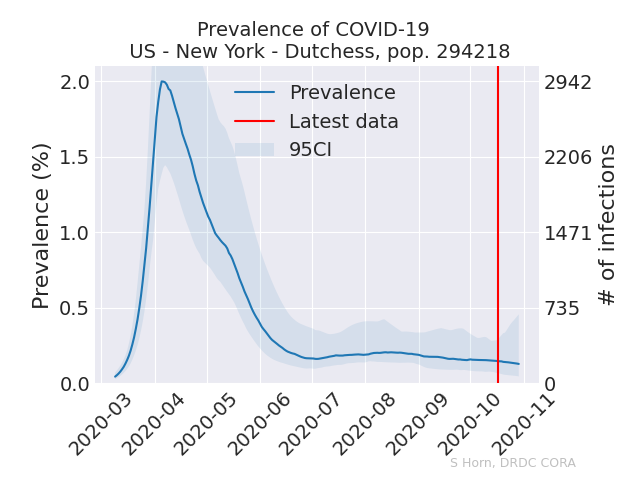 Prevalence of COVID-19
US - New York - Dutchess, pop. 294218
Prevalence (%)
2.0
1.5
1.0
0.5
0.0
Prevalence
Latest data
95CI
2942
2206
1471
735
0
# of infections
2020-03
2020-04
2020-05
2020-06
2020-07
2020-08
2020-09
2020-10
2020-11
S Horn, DRDC CORA